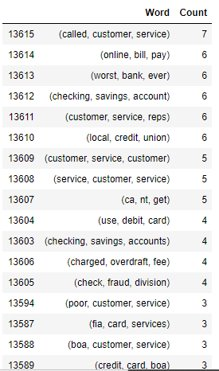 Word Count
13615 (called, customer, service) 7
13614 (online, bill, pay) 6
13613 (worst, bank, ever) 6
13612 (checking, savings, account) 6
13611 (customer, service, reps) 6
13610 (local, credit, union) 6
13609 (customer, service, customer) 5
13608 (service, customer, service) 5
13607 (ca, nt, get) 5
13604 (use, debit, card) 4
13603 (checking, savings, accounts) 4
13606 (charged, overdraft, fee) 4
13605 (check, fraud, division) 4
13594 (poor, customer, service) 3
13587 (fia, card, services) 3
13588 (boa, customer, service) 3
13589 (credit, card, boa) 3